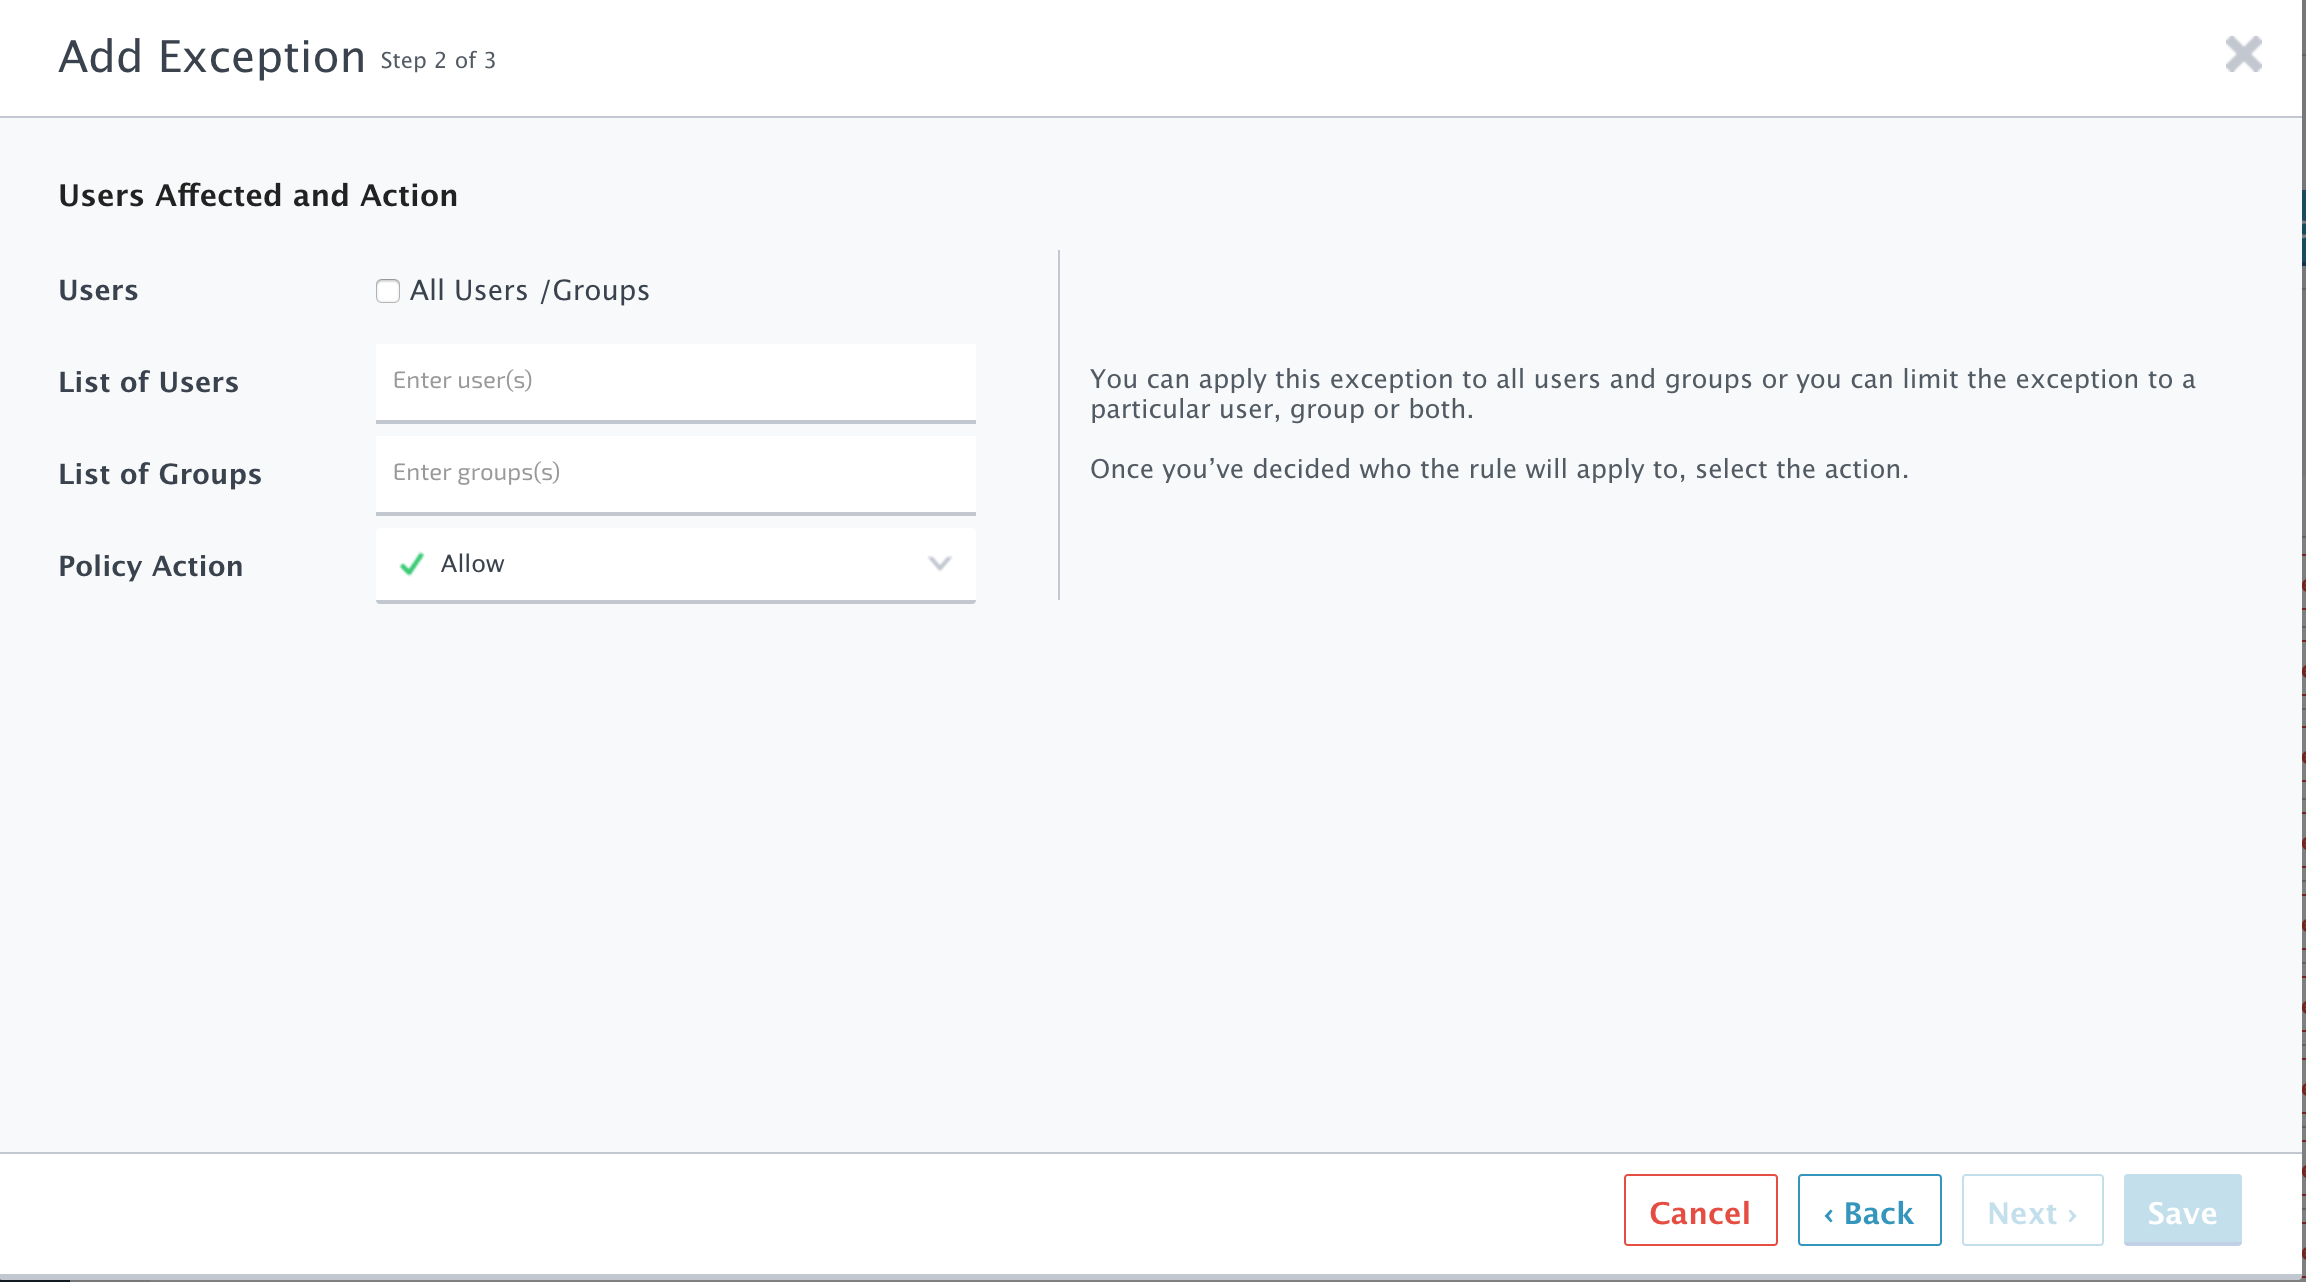 Add Exception Step 2 of 3
Users Affected and Action
Users
All Users /Groups
List of Users
Enter user(s)
List of Groups
Enter groups(s)
Policy Action
Allow
You can apply this exception to all users and groups or you can limit the exception to a
particular user, group or both.
Once you’ve decided who the rule will apply to, select the action.
Cancel
‹ Back
Next ›
Save